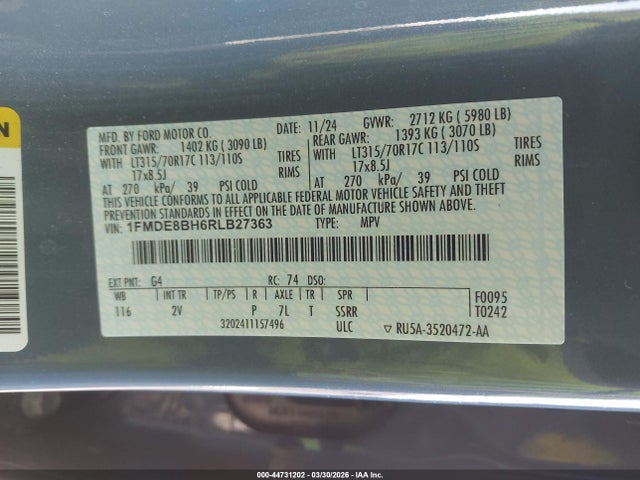 N
DATE: 11/24 GVWR: 2712 KG ( 5980 LB)
MFD. BY FORD MOTOR CO.
FRONT GAWR: 1402 KG ( 3090 LB) REAR GAWR: 1393 KG ( 3070 LB)
WITH LT315/70R17C 113/110S TIRES WITH LT315/70R17C 113/110S TIRES
17x8.5J RIMS 17x8.5J RIMS
AT 270 kPa/ 39 PSI COLD AT 270 kPa/ 39 PSI COLD
THIS VEHICLE CONFORMS TO ALL APPLICABLE FEDERAL MOTOR VEHICLE SAFETY AND THEFT
PREVENTION STANDARDS IN EFFECT ON THE DATE OF MANUFACTURE SHOWN ABOVE.
VIN: 1FMDE8BH6RLB27363 TYPE: MPV
EXT PNT: G4 RC: 74 DSO:
WB INT TR TP/PS R AXLE TR SPR F0095
116 2V P 7L T SSRR T0242
3202411157496 ULC ▽ RU5A-3520472-AA
000-44731202 — 03/30/2026 — IAA Inc.